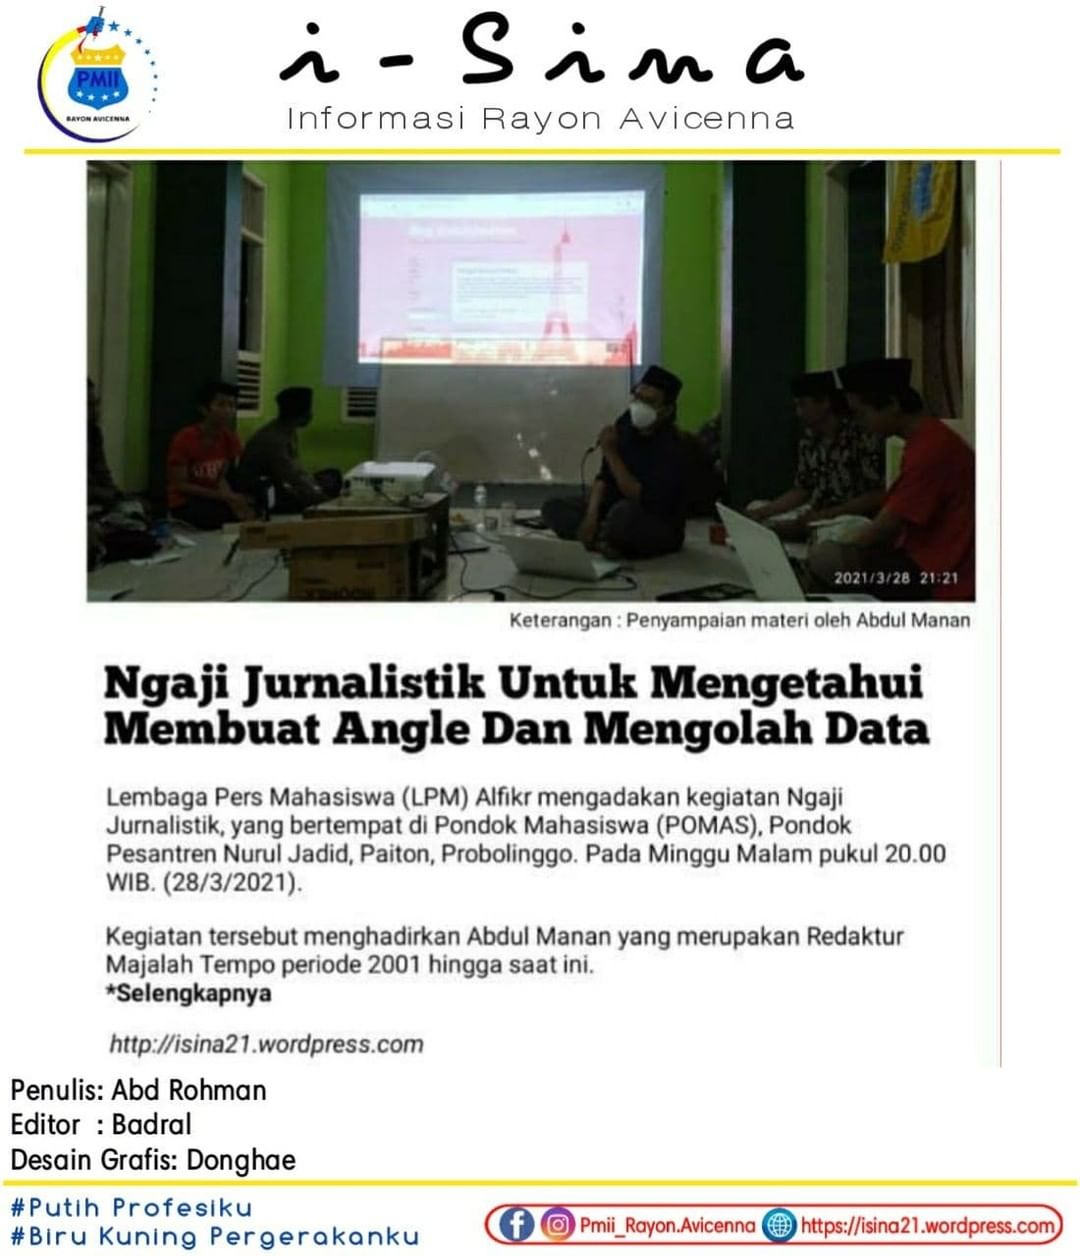 PMII
RAYON AVICENNA
i-Sina
Informasi Rayon Avicenna
2021/3/28 21:21
Keterangan : Penyampaian materi oleh Abdul Manan
Ngaji Jurnalistik Untuk Mengetahui
Membuat Angle Dan Mengolah Data
Lembaga Pers Mahasiswa (LPM) Alfikr mengadakan kegiatan Ngaji
Jurnalistik, yang bertempat di Pondok Mahasiswa (POMAS), Pondok
Pesantren Nurul Jadid, Paiton, Probolinggo. Pada Minggu Malam pukul 20.00
WIB. (28/3/2021).
Kegiatan tersebut menghadirkan Abdul Manan yang merupakan Redaktur
Majalah Tempo periode 2001 hingga saat ini.
*Selengkapnya
http://isina21.wordpress.com
Penulis: Abd Rohman
Editor : Badral
Desain Grafis: Donghae
#Putih Profesiku
#Biru Kuning Pergerakanku
Pmii_Rayon.Avicenna https://isina21.wordpress.com